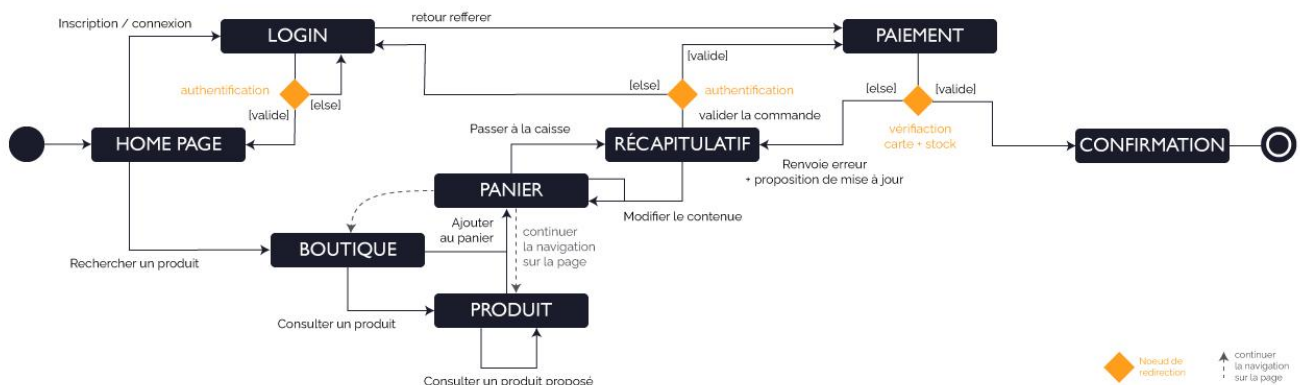 Inscription / connexion
LOGIN
retour refferer
PAIEMENT
authentification
[valide]
[else]
[else]
[valide]
authentification
[else]
[valide]
valider la commande
vérifiaction
carte + stock
HOME PAGE
Passer à la caisse
RÉCAPITULATIF
CONFIRMATION
Renvoie erreur
+ proposition de mise à jour
PANIER
Modifier le contenue
Ajouter
au panier
continuer
la navigation
sur la page
BOUTIQUE
Rechercher un produit
PRODUIT
Consulter un produit
Consulter un produit proposé
Noeud de
redirection
continuer
la navigation
sur la page